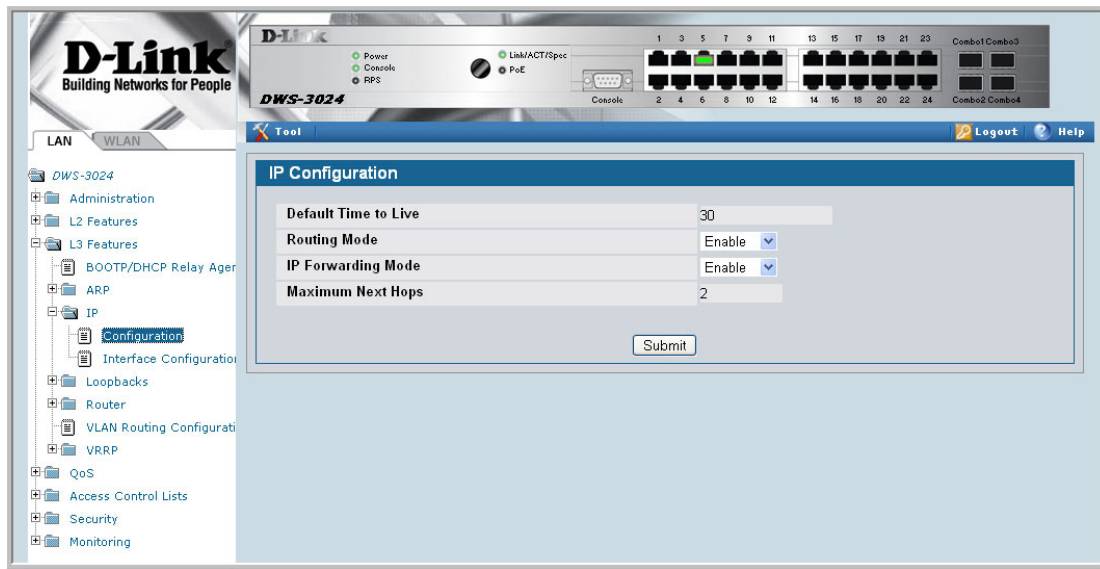 D-Link
Building Networks for People
LAN
WLAN
DWS-3024
Administration
L2 Features
L3 Features
BOOTP/DHCP Relay Ager
ARP
IP
Configuration
Interface Configuration
Loopbacks
Router
VLAN Routing Configurati
VRRP
QoS
Access Control Lists
Security
Monitoring
D-Link
Power
Console
RPS
Link/ACT/Spec
PoE
DWS-3024
Console
1 3 5 7 9 11 13 15 17 19 21 23
Combo1 Combo3
2 4 6 8 10 12 14 16 18 20 22 24
Combo2 Combo4
Tool
Logout
Help
IP Configuration
Default Time to Live 30
Routing Mode Enable
IP Forwarding Mode Enable
Maximum Next Hops 2
Submit